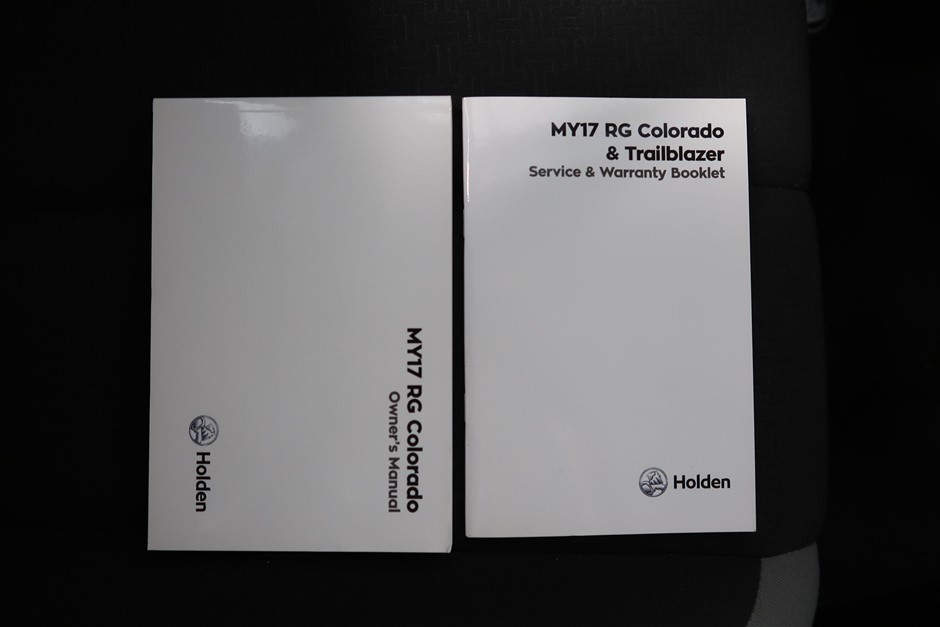 MY17 RG Colorado
Owner's Manual
Holden
MY17 RG Colorado
& Trailblazer
Service & Warranty Booklet
Holden